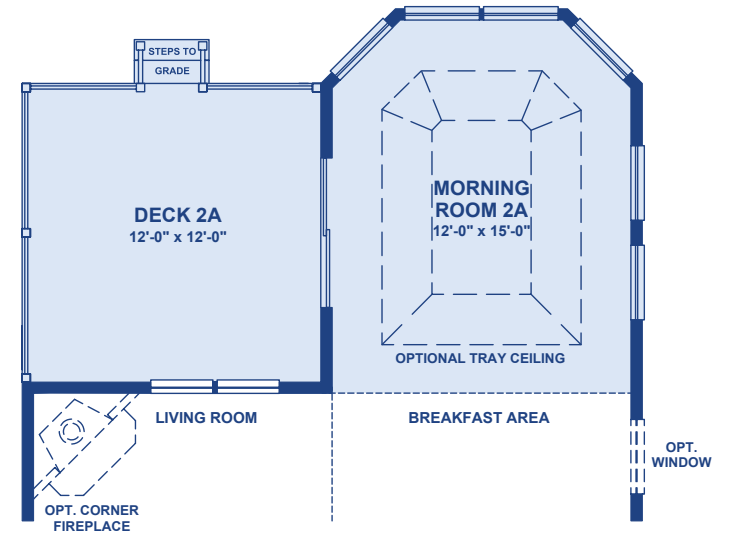 STEPS TO
GRADE
DECK 2A
12'-0" x 12'-0"
MORNING
ROOM 2A
12'-0" x 15'-0"
OPTIONAL TRAY CEILING
LIVING ROOM
BREAKFAST AREA
OPT.
WINDOW
OPT. CORNER
FIREPLACE